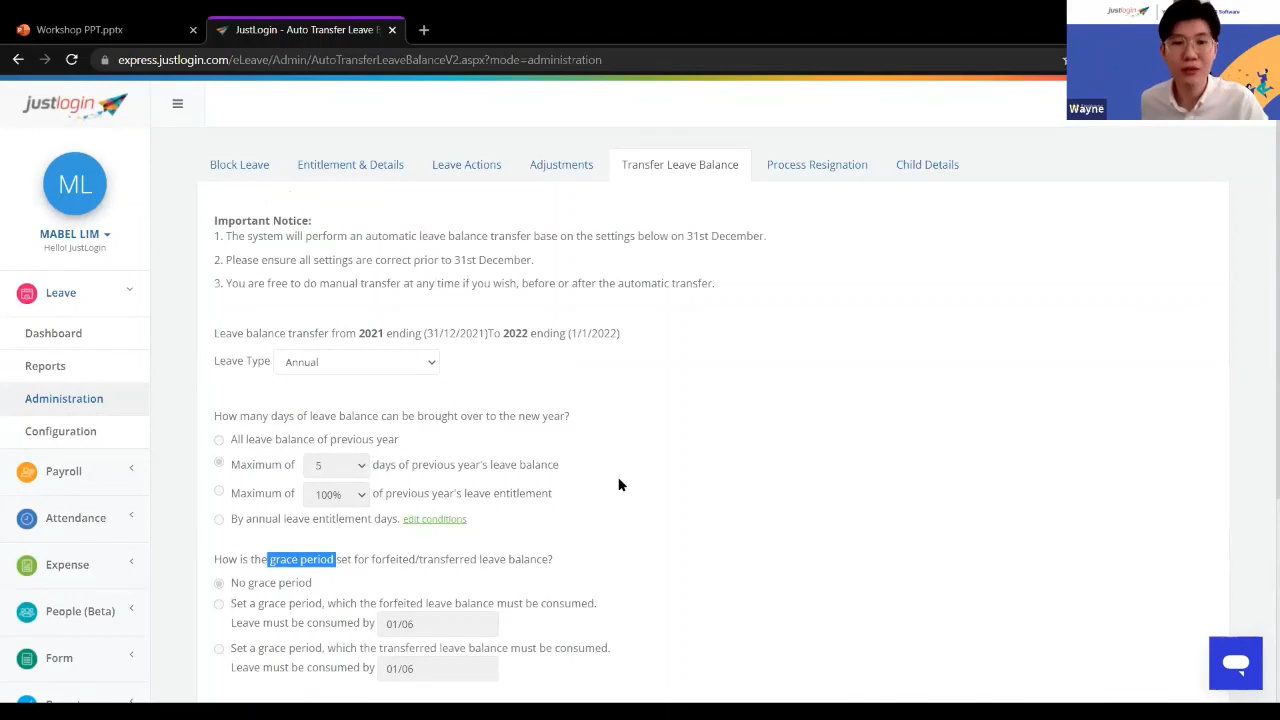 Workshop PPT.pptx
JustLogin - Auto Transfer Leave B
express.justlogin.com/eLeave/Admin/AutoTransferLeaveBalanceV2.aspx?mode=administration
justlogin
Software
Wayne
justlogin
ML
MABEL LIM
Hello! JustLogin
Leave
Dashboard
Reports
Administration
Configuration
Payroll
Attendance
Expense
People (Beta)
Form
Block Leave
Entitlement & Details
Leave Actions
Adjustments
Transfer Leave Balance
Process Resignation
Child Details
Important Notice:
1. The system will perform an automatic leave balance transfer base on the settings below on 31st December.
2. Please ensure all settings are correct prior to 31st December.
3. You are free to do manual transfer at any time if you wish, before or after the automatic transfer.
Leave balance transfer from 2021 ending (31/12/2021)To 2022 ending (1/1/2022)
Leave Type Annual
How many days of leave balance can be brought over to the new year?
All leave balance of previous year
Maximum of 5 days of previous year's leave balance
Maximum of 100% of previous year's leave entitlement
By annual leave entitlement days. edit conditions
How is the grace period set for forfeited/transferred leave balance?
No grace period
Set a grace period, which the forfeited leave balance must be consumed.
Leave must be consumed by 01/06
Set a grace period, which the transferred leave balance must be consumed.
Leave must be consumed by 01/06